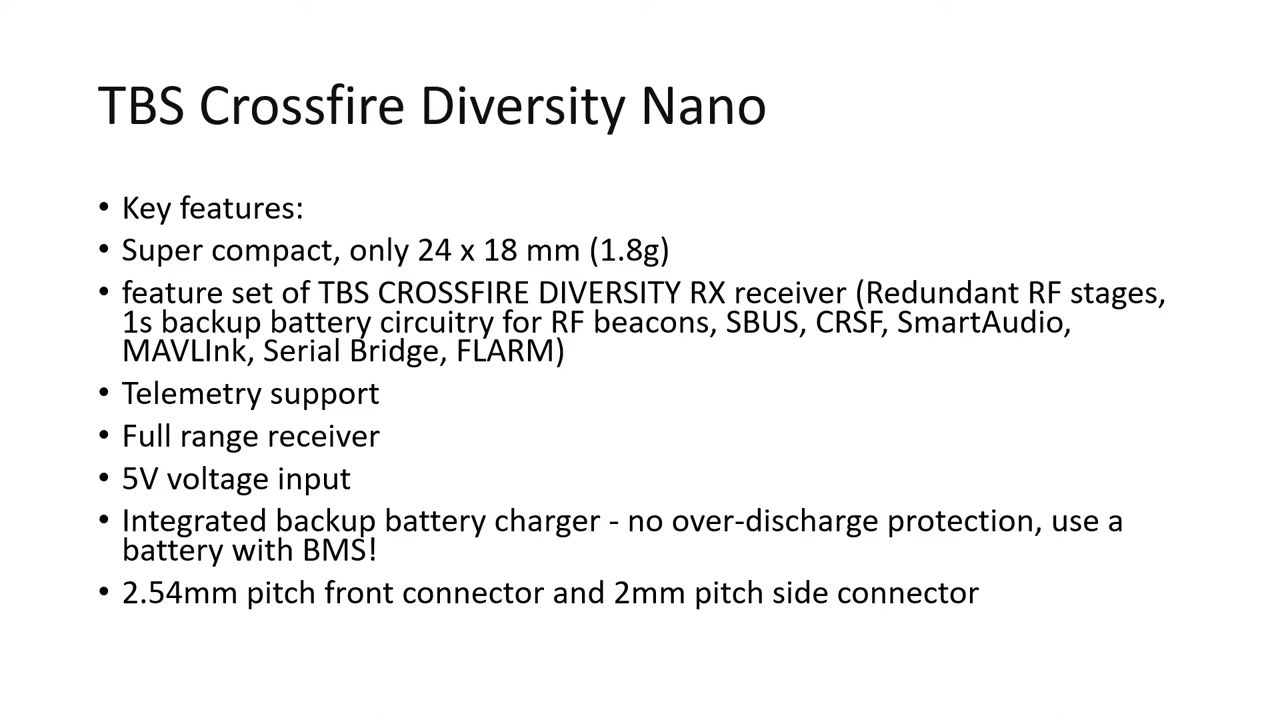 TBS Crossfire Diversity Nano
• Key features:
• Super compact, only 24 x 18 mm (1.8g)
• feature set of TBS CROSSFIRE DIVERSITY RX receiver (Redundant RF stages,
1s backup battery circuitry for RF beacons, SBUS, CRSF, SmartAudio,
MAVLInk, Serial Bridge, FLARM)
• Telemetry support
• Full range receiver
• 5V voltage input
• Integrated backup battery charger - no over-discharge protection, use a
battery with BMS!
• 2.54mm pitch front connector and 2mm pitch side connector